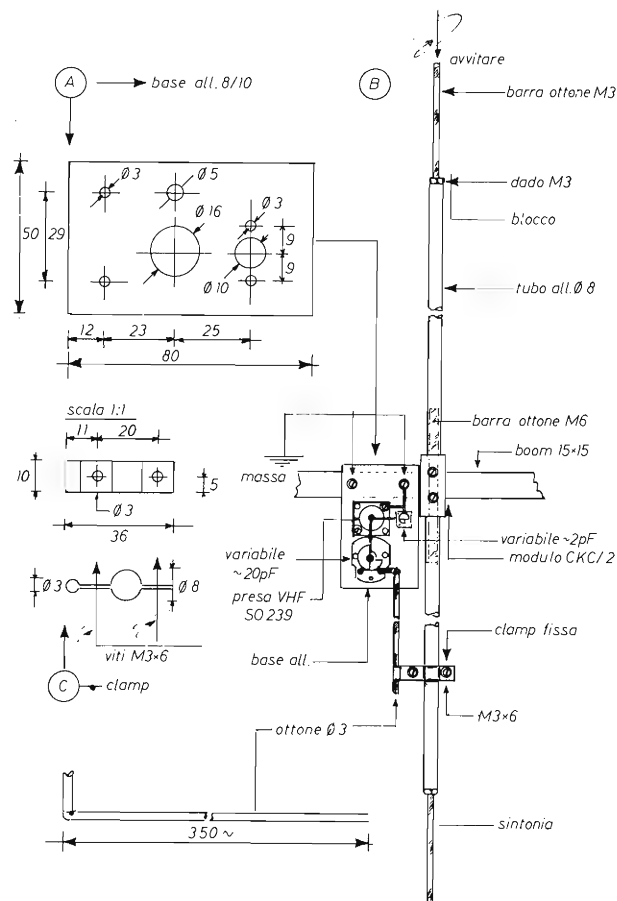 A
base all. 8/10
B
avvitare
barra ottone M3
dado M3
blocco
tubo all. Ø 8
Ø 3
Ø 5
Ø 16
Ø 3
50
29
9
9
Ø 10
12
23
25
80
scala 1:1
11
20
10
5
Ø 3
36
barra ottone M6
boom 15×15
massa
variabile ~2pF
modulo CKC/2
variabile
~20pF
presa VHF
SO 239
base all.
Ø 3
Ø 8
viti M3×6
C
clamp
clamp fissa
M3×6
ottone Ø 3
350 ~
sintonia